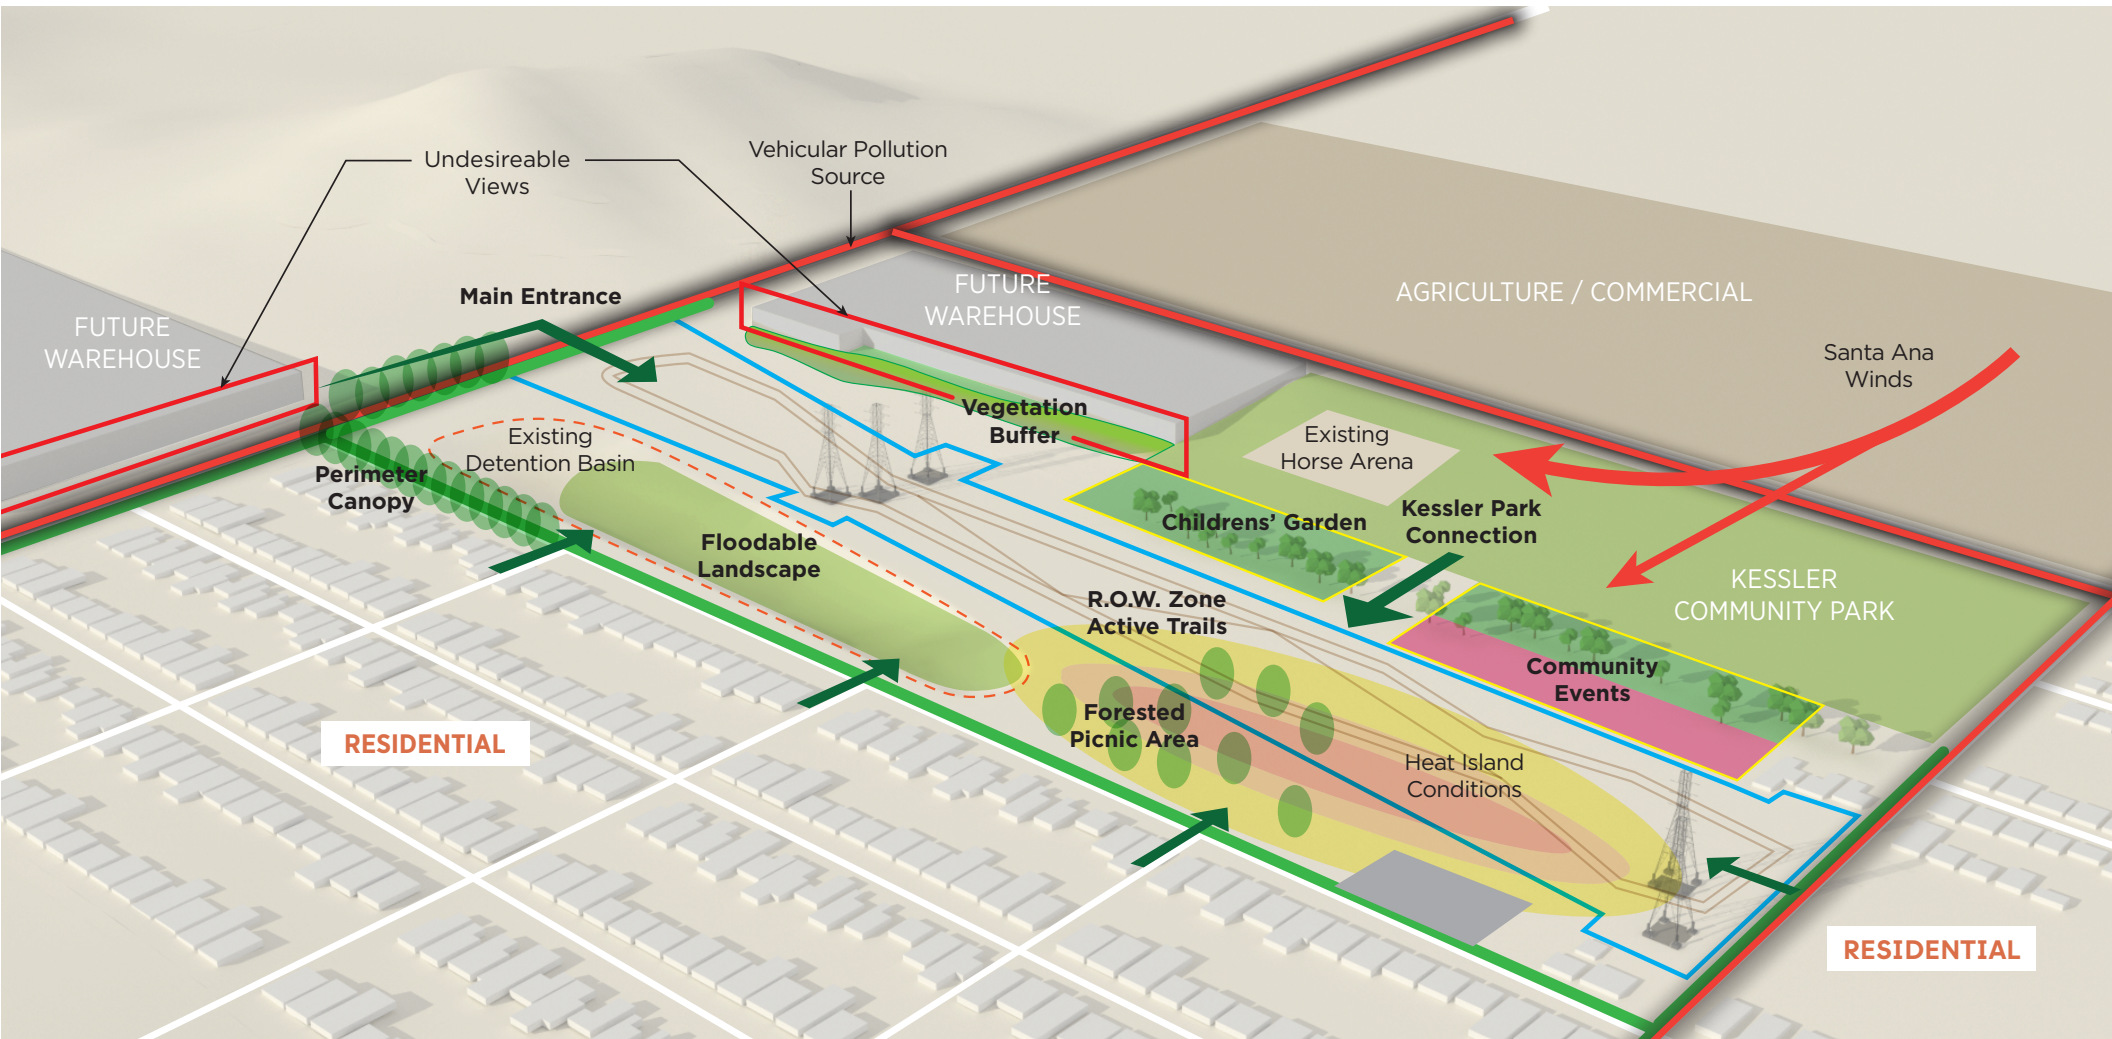 Undesireable
Views
Vehicular Pollution
Source
Main Entrance
FUTURE
WAREHOUSE
FUTURE
WAREHOUSE
AGRICULTURE / COMMERCIAL
Santa Ana
Winds
Vegetation
Buffer
Existing
Horse Arena
Existing
Detention Basin
Perimeter
Canopy
Childrens’ Garden
Kessler Park
Connection
Floodable
Landscape
KESSLER
COMMUNITY PARK
R.O.W. Zone
Active Trails
Community
Events
Forested
Picnic Area
Heat Island
Conditions
RESIDENTIAL
RESIDENTIAL